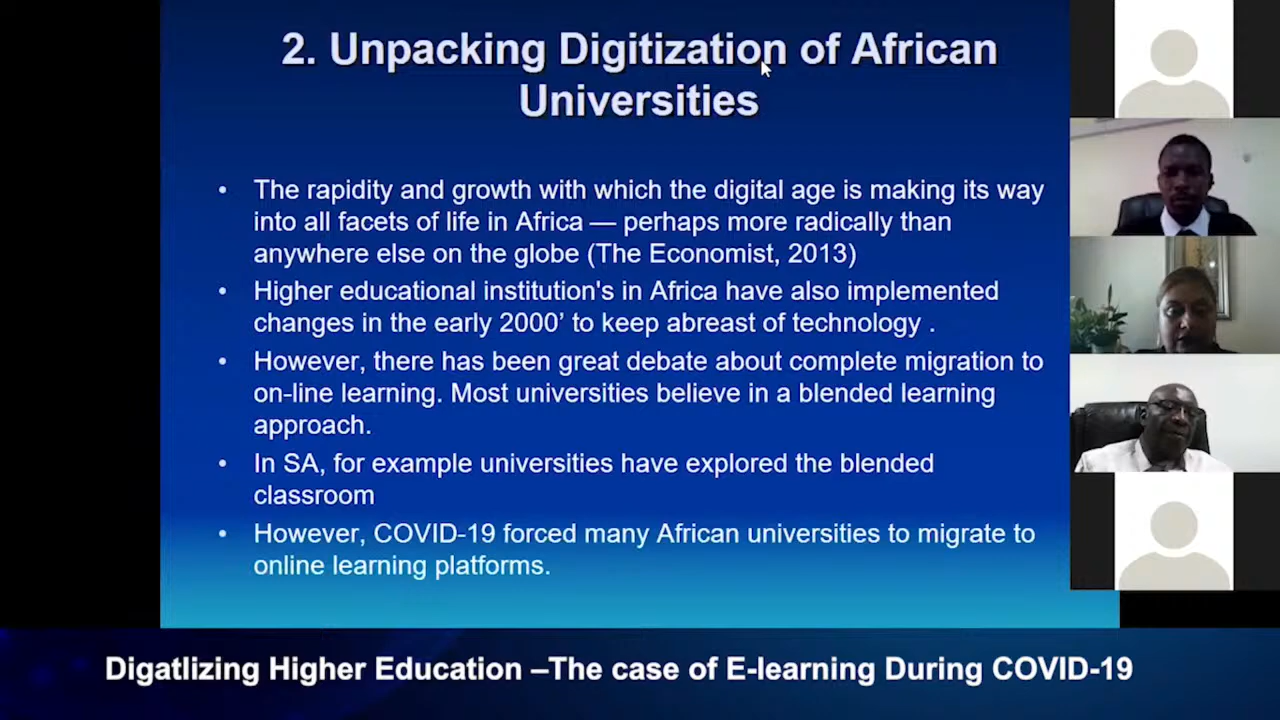 2. Unpacking Digitization of African
Universities
• The rapidity and growth with which the digital age is making its way
into all facets of life in Africa — perhaps more radically than
anywhere else on the globe (The Economist, 2013)
• Higher educational institution's in Africa have also implemented
changes in the early 2000’ to keep abreast of technology .
• However, there has been great debate about complete migration to
on-line learning. Most universities believe in a blended learning
approach.
• In SA, for example universities have explored the blended
classroom
• However, COVID-19 forced many African universities to migrate to
online learning platforms.
Digatlizing Higher Education –The case of E-learning During COVID-19